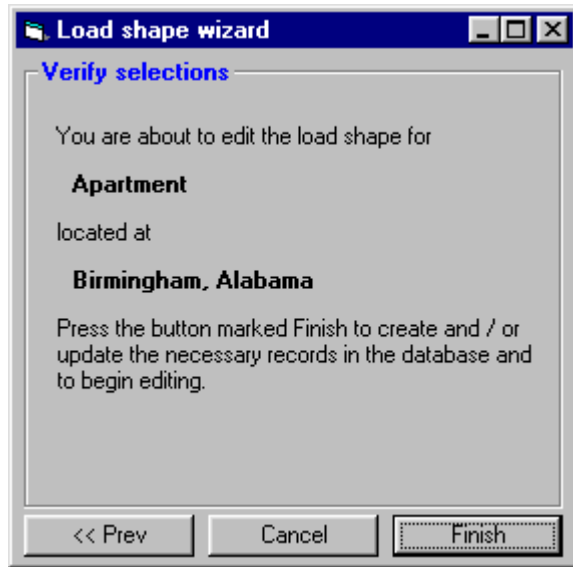 Load shape wizard
Verify selections
You are about to edit the load shape for
Apartment
located at
Birmingham, Alabama
Press the button marked Finish to create and / or
update the necessary records in the database and
to begin editing.
<< Prev Cancel Finish